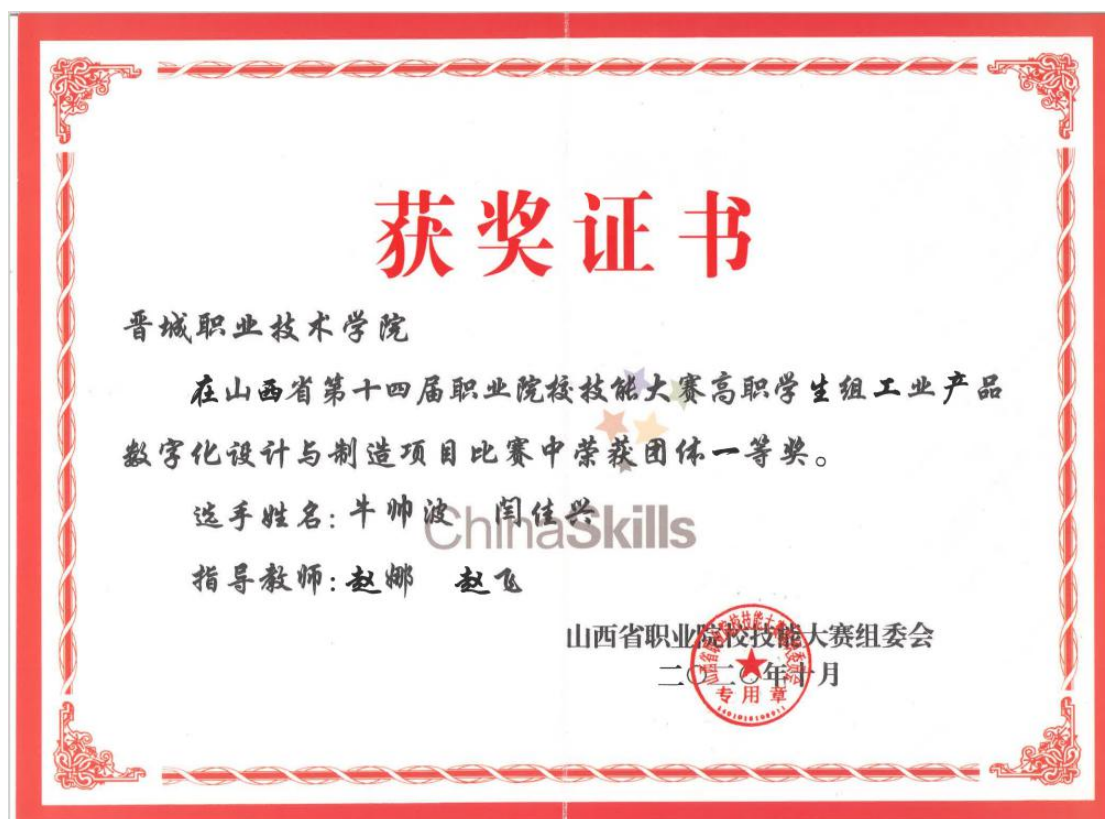 获奖证书
晋城职业技术学院
在山西省第十四届职业院校技能大赛高职学生组工业产品
数字化设计与制造项目比赛中荣获团体一等奖。
选手姓名:牛帅波 闫佳兴
ChinaSkills
指导教师:赵娜 赵飞
山西省职业院校技能大赛组委会
二〇二〇年十月
专用章